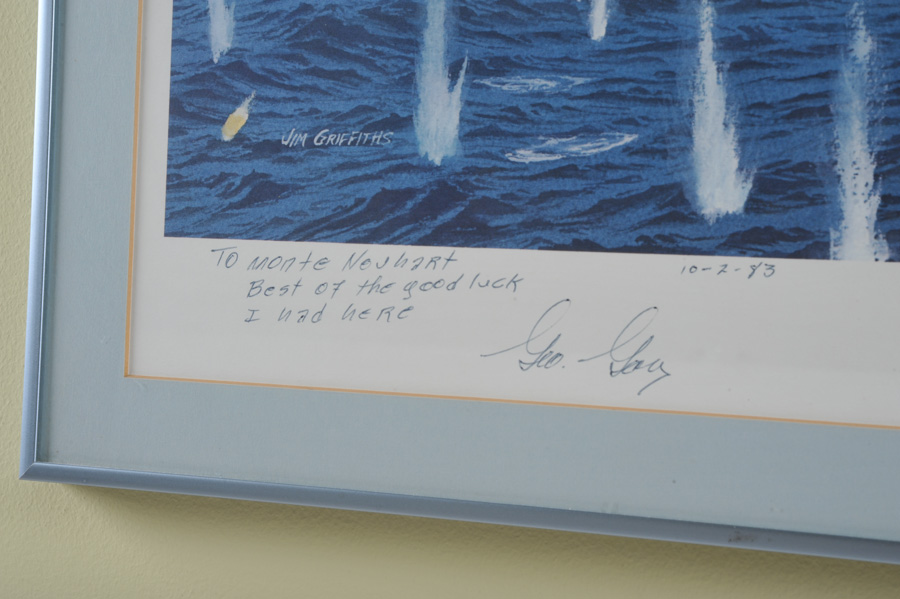 JIM GRIFFITHS
TO Monte Neuhart
10-2-83
Best of the good luck
I had here
Geo. Gay